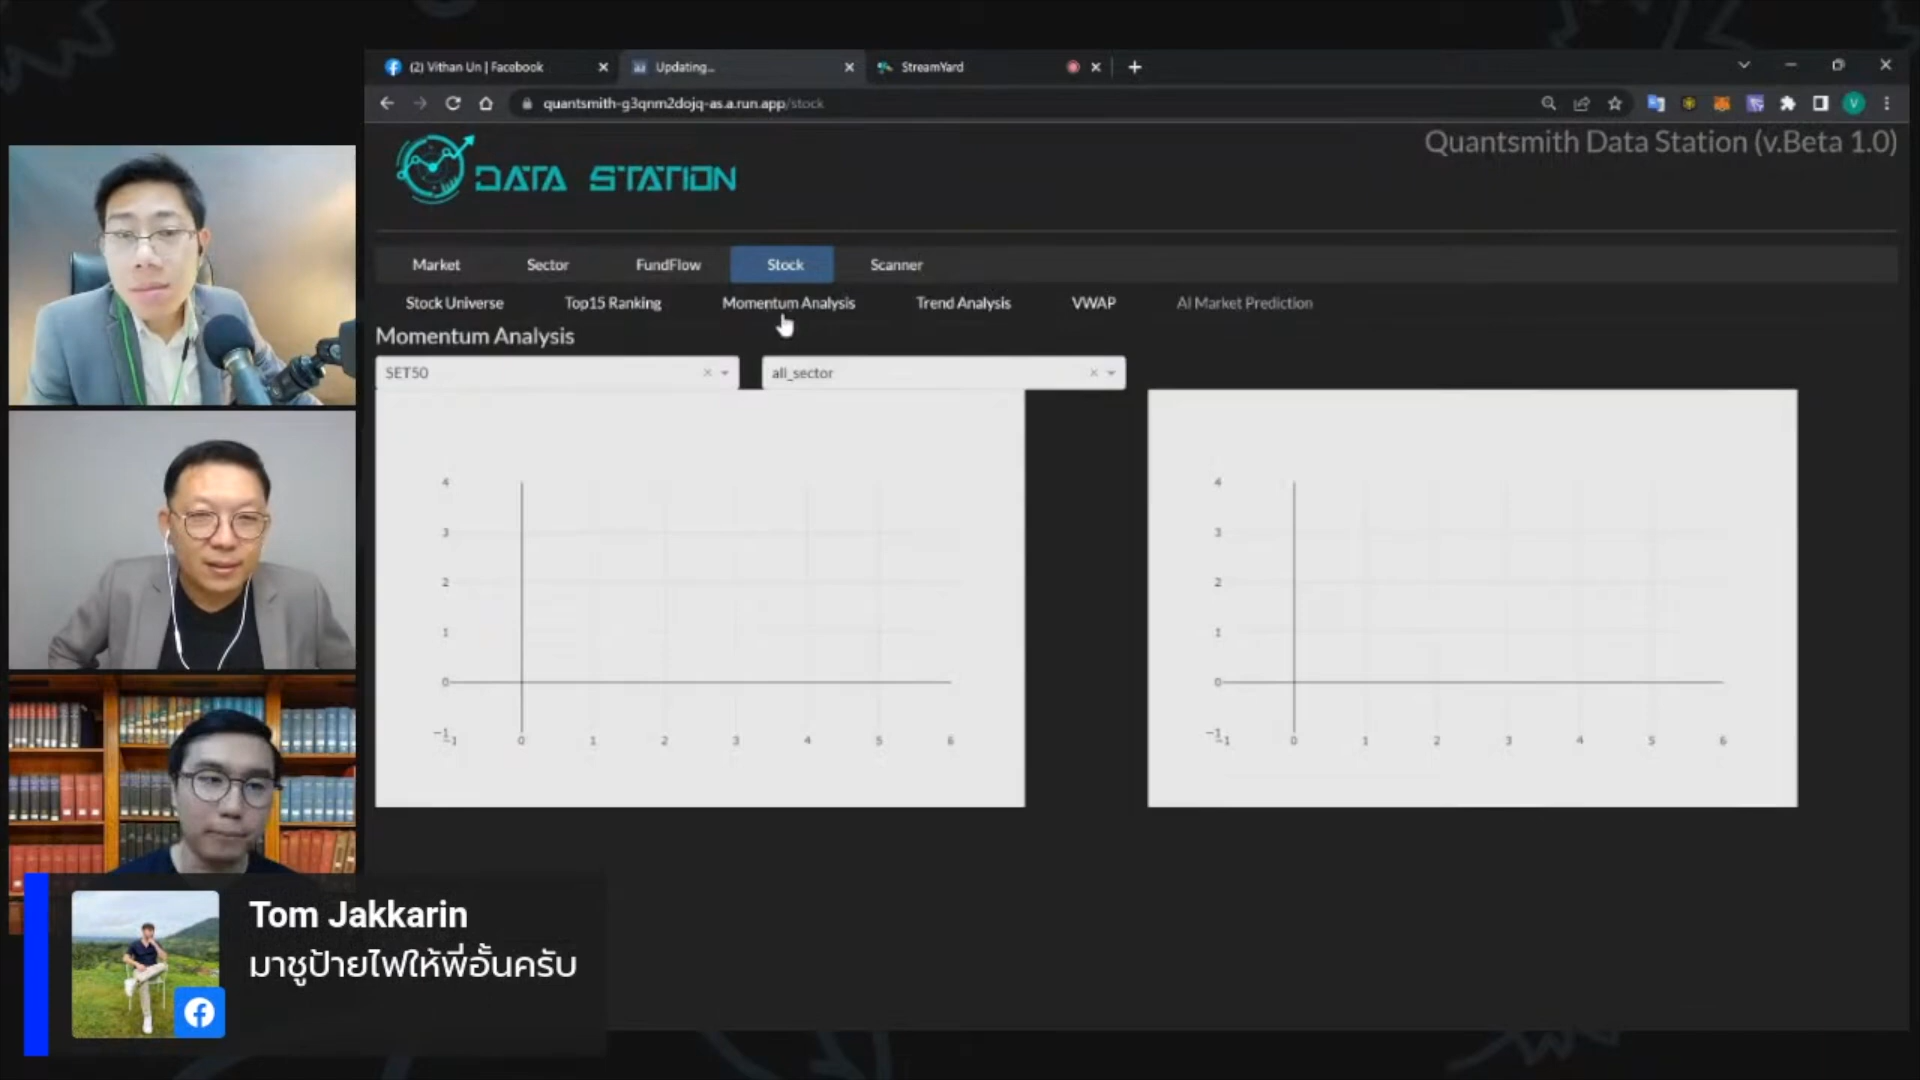 (2) Vithan Un | Facebook
Updating...
StreamYard
quantsmith-g3qnm2dojq-as.a.run.app/stock
DATA STATION
Quantsmith Data Station (v.Beta 1.0)
Market Sector FundFlow Stock Scanner
Stock Universe Top15 Ranking Momentum Analysis Trend Analysis VWAP AI Market Prediction
Momentum Analysis
SET50
all_sector
4
3
2
1
0
−1
−1 0 1 2 3 4 5 6
4
3
2
1
0
−1
−1 0 1 2 3 4 5 6
Tom Jakkarin
มาชูป้ายไฟให้พี่อั้นครับ